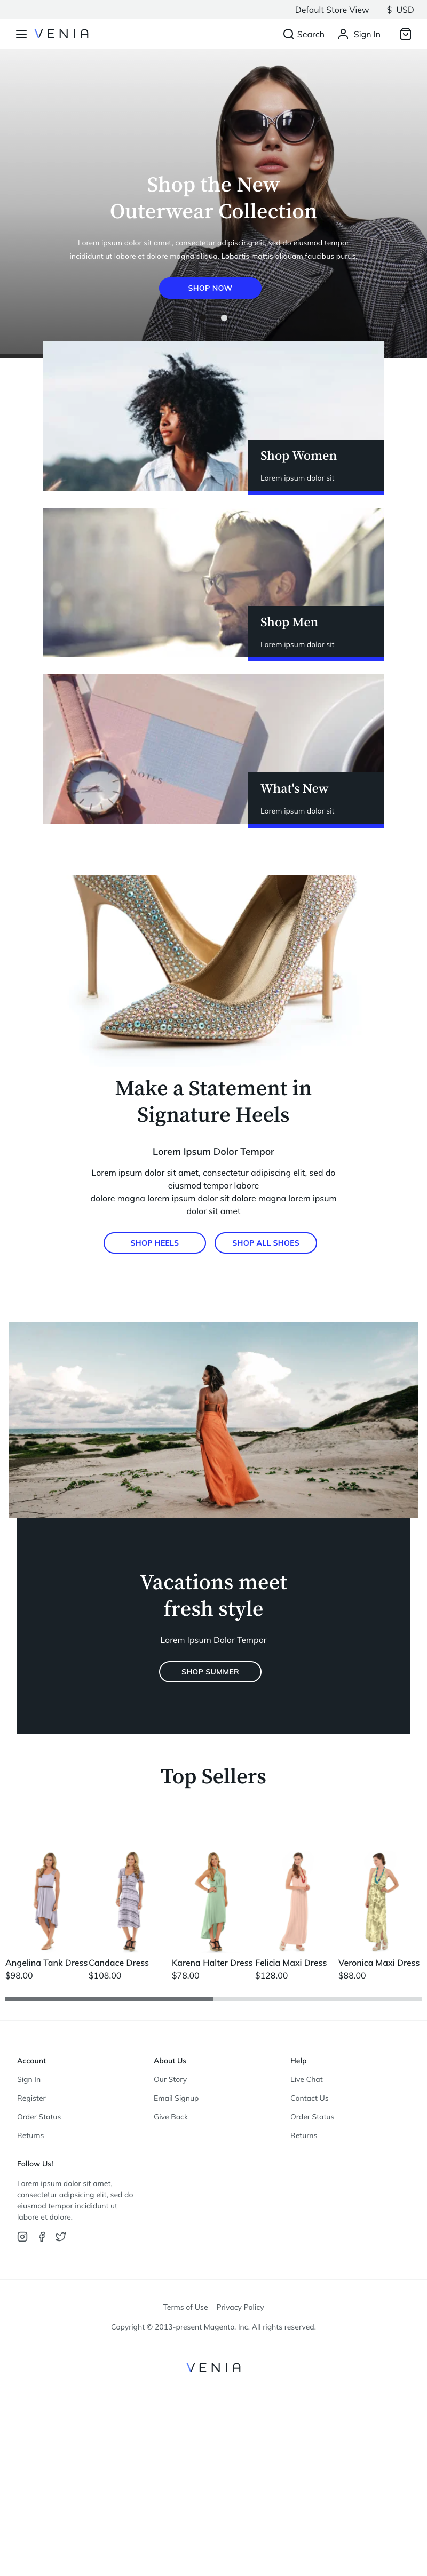 Default Store View
$ USD
VENIA
Search
Sign In
Shop the New
Outerwear Collection
Lorem ipsum dolor sit amet, consectetur adipiscing elit, sed do eiusmod tempor
incididunt ut labore et dolore magna aliqua. Lobortis mattis aliquam faucibus purus.
SHOP NOW
Shop Women
Lorem ipsum dolor sit
Shop Men
Lorem ipsum dolor sit
NOTES
What's New
Lorem ipsum dolor sit
Make a Statement in
Signature Heels
Lorem Ipsum Dolor Tempor
Lorem ipsum dolor sit amet, consectetur adipiscing elit, sed do
eiusmod tempor labore
dolore magna lorem ipsum dolor sit dolore magna lorem ipsum
dolor sit amet
SHOP HEELS
SHOP ALL SHOES
Vacations meet
fresh style
Lorem Ipsum Dolor Tempor
SHOP SUMMER
Top Sellers
Angelina Tank Dress
$98.00
Candace Dress
$108.00
Karena Halter Dress
$78.00
Felicia Maxi Dress
$128.00
Veronica Maxi Dress
$88.00
Account
Sign In
Register
Order Status
Returns
About Us
Our Story
Email Signup
Give Back
Help
Live Chat
Contact Us
Order Status
Returns
Follow Us!
Lorem ipsum dolor sit amet,
consectetur adipsicing elit, sed do
eiusmod tempor incididunt ut
labore et dolore.
Terms of Use
Privacy Policy
Copyright © 2013-present Magento, Inc. All rights reserved.
VENIA